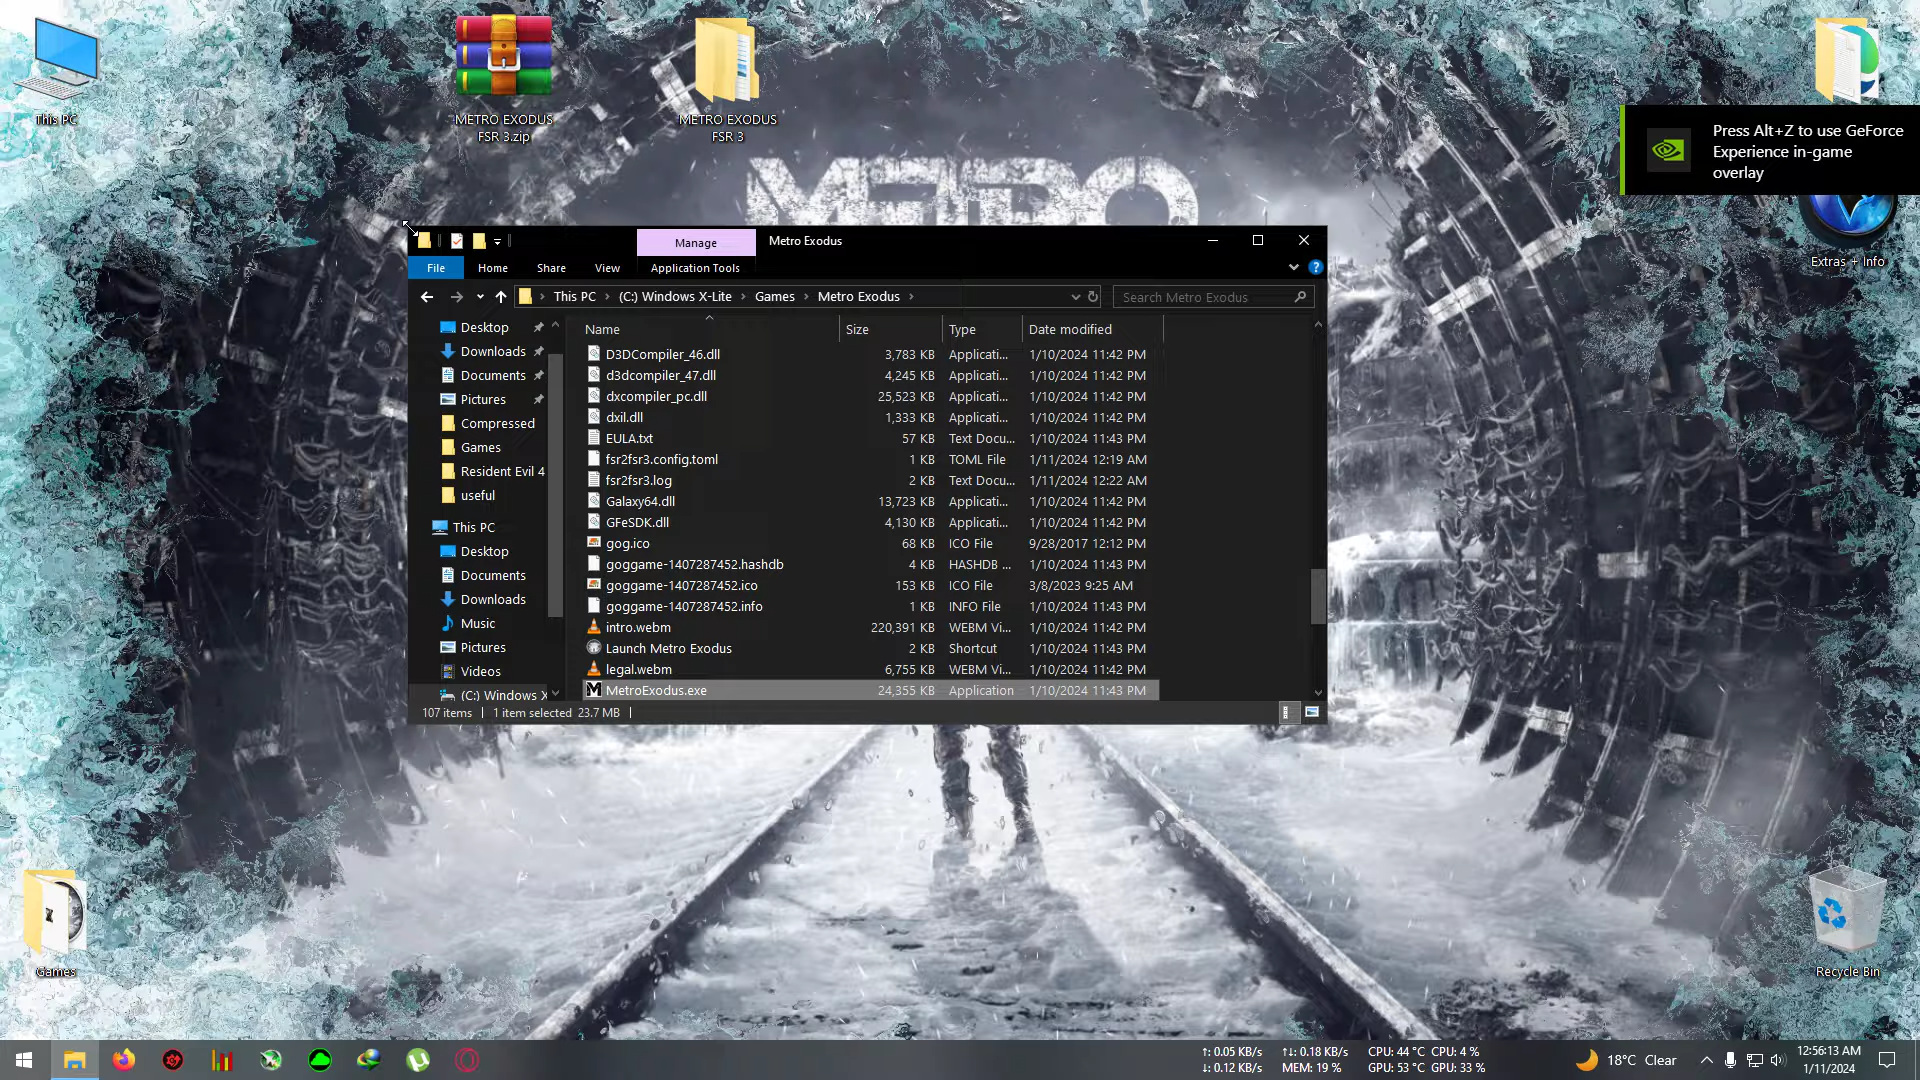 This PC
METRO EXODUS
FSR 3.zip
METRO EXODUS
FSR 3
Press Alt+Z to use GeForce
Experience in-game
overlay
Extras + Info
METRO
Manage
Metro Exodus
File
Home
Share
View
Application Tools
This PC
(C:) Windows X-Lite
Games
Metro Exodus
Search Metro Exodus
Desktop
Downloads
Documents
Pictures
Compressed
Games
Resident Evil 4
useful
This PC
Desktop
Documents
Downloads
Music
Pictures
Videos
(C:) Windows X
Name Size Type Date modified
D3DCompiler_46.dll 3,783 KB Applicati... 1/10/2024 11:42 PM
d3dcompiler_47.dll 4,245 KB Applicati... 1/10/2024 11:42 PM
dxcompiler_pc.dll 25,523 KB Applicati... 1/10/2024 11:42 PM
dxil.dll 1,333 KB Applicati... 1/10/2024 11:42 PM
EULA.txt 57 KB Text Docu... 1/10/2024 11:43 PM
fsr2fsr3.config.toml 1 KB TOML File 1/11/2024 12:19 AM
fsr2fsr3.log 2 KB Text Docu... 1/11/2024 12:22 AM
Galaxy64.dll 13,723 KB Applicati... 1/10/2024 11:42 PM
GFeSDK.dll 4,130 KB Applicati... 1/10/2024 11:42 PM
gog.ico 68 KB ICO File 9/28/2017 12:12 PM
goggame-1407287452.hashdb 4 KB HASHDB ... 1/10/2024 11:43 PM
goggame-1407287452.ico 153 KB ICO File 3/8/2023 9:25 AM
goggame-1407287452.info 1 KB INFO File 1/10/2024 11:43 PM
intro.webm 220,391 KB WEBM Vi... 1/10/2024 11:42 PM
Launch Metro Exodus 2 KB Shortcut 1/10/2024 11:43 PM
legal.webm 6,755 KB WEBM Vi... 1/10/2024 11:42 PM
MetroExodus.exe 24,355 KB Application 1/10/2024 11:43 PM
107 items 1 item selected 23.7 MB
Games
Recycle Bin
↑: 0.05 KB/s ↑↓: 0.18 KB/s CPU: 44 °C CPU: 4 %
↓: 0.12 KB/s MEM: 19 % GPU: 53 °C GPU: 33 %
18°C Clear
12:56:13 AM
1/11/2024